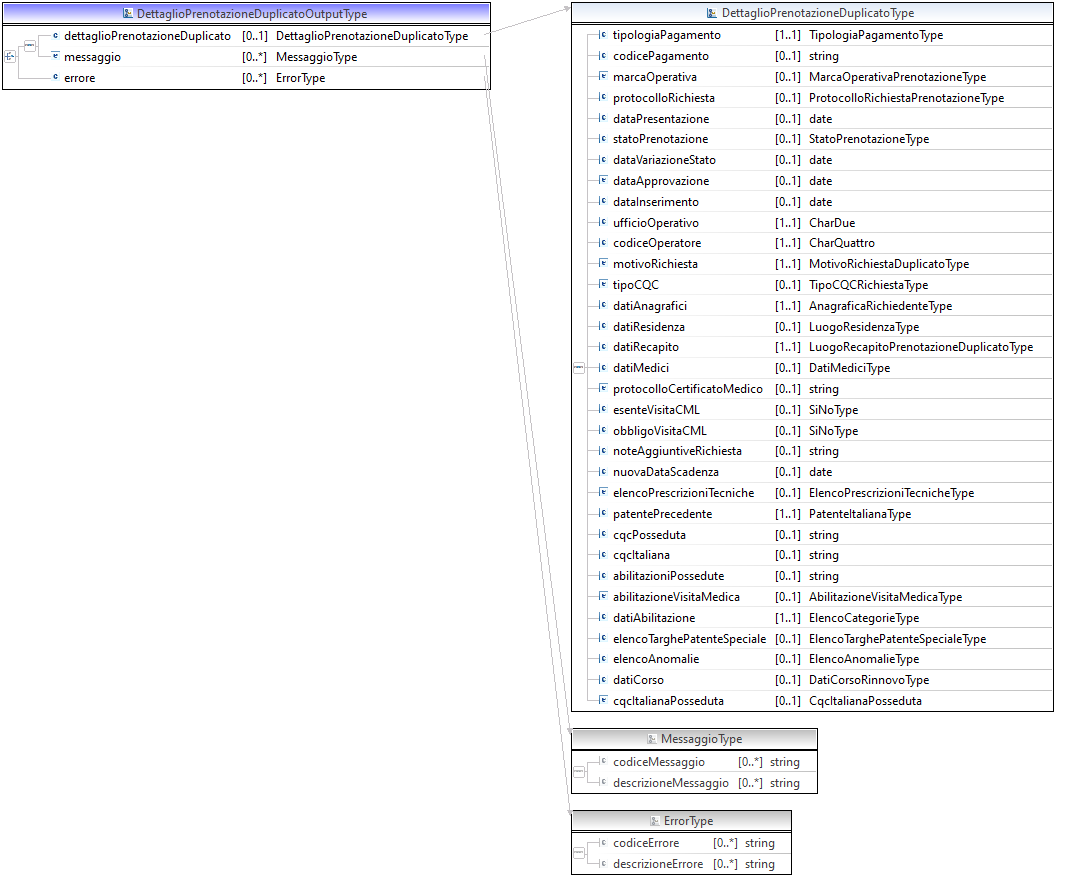 DettaglioPrenotazioneDuplicatoOutputType
dettaglioPrenotazioneDuplicato [0..1] DettaglioPrenotazioneDuplicatoType
messaggio [0..*] MessaggioType
errore [0..*] ErrorType
DettaglioPrenotazioneDuplicatoType
tipologiaPagamento [1..1] TipologiaPagamentoType
codicePagamento [0..1] string
marcaOperativa [0..1] MarcaOperativaPrenotazioneType
protocolloRichiesta [0..1] ProtocolloRichiestaPrenotazioneType
dataPresentazione [0..1] date
statoPrenotazione [0..1] StatoPrenotazioneType
dataVariazioneStato [0..1] date
dataApprovazione [0..1] date
dataInserimento [0..1] date
ufficioOperativo [1..1] CharDue
codiceOperatore [1..1] CharQuattro
motivoRichiesta [1..1] MotivoRichiestaDuplicatoType
tipoCQC [0..1] TipoCQCRichiestaType
datiAnagrafici [1..1] AnagraficaRichiedenteType
datiResidenza [0..1] LuogoResidenzaType
datiRecapito [1..1] LuogoRecapitoPrenotazioneDuplicatoType
datiMedici [0..1] DatiMediciType
protocolloCertificatoMedico [0..1] string
esenteVisitaCML [0..1] SiNoType
obbligoVisitaCML [0..1] SiNoType
noteAggiuntiveRichiesta [0..1] string
nuovaDataScadenza [0..1] date
elencoPrescrizioniTecniche [0..1] ElencoPrescrizioniTecnicheType
patentePrecedente [1..1] PatenteItalianaType
cqcPosseduta [0..1] string
cqcItaliana [0..1] string
abilitazioniPossedute [0..1] string
abilitazioneVisitaMedica [0..1] AbilitazioneVisitaMedicaType
datiAbilitazione [1..1] ElencoCategorieType
elencoTarghePatenteSpeciale [0..1] ElencoTarghePatenteSpecialeType
elencoAnomalie [0..1] ElencoAnomalieType
datiCorso [0..1] DatiCorsoRinnovoType
cqcItalianaPosseduta [0..1] CqcItalianaPosseduta
MessaggioType
codiceMessaggio [0..*] string
descrizioneMessaggio [0..*] string
ErrorType
codiceErrore [0..*] string
descrizioneErrore [0..*] string